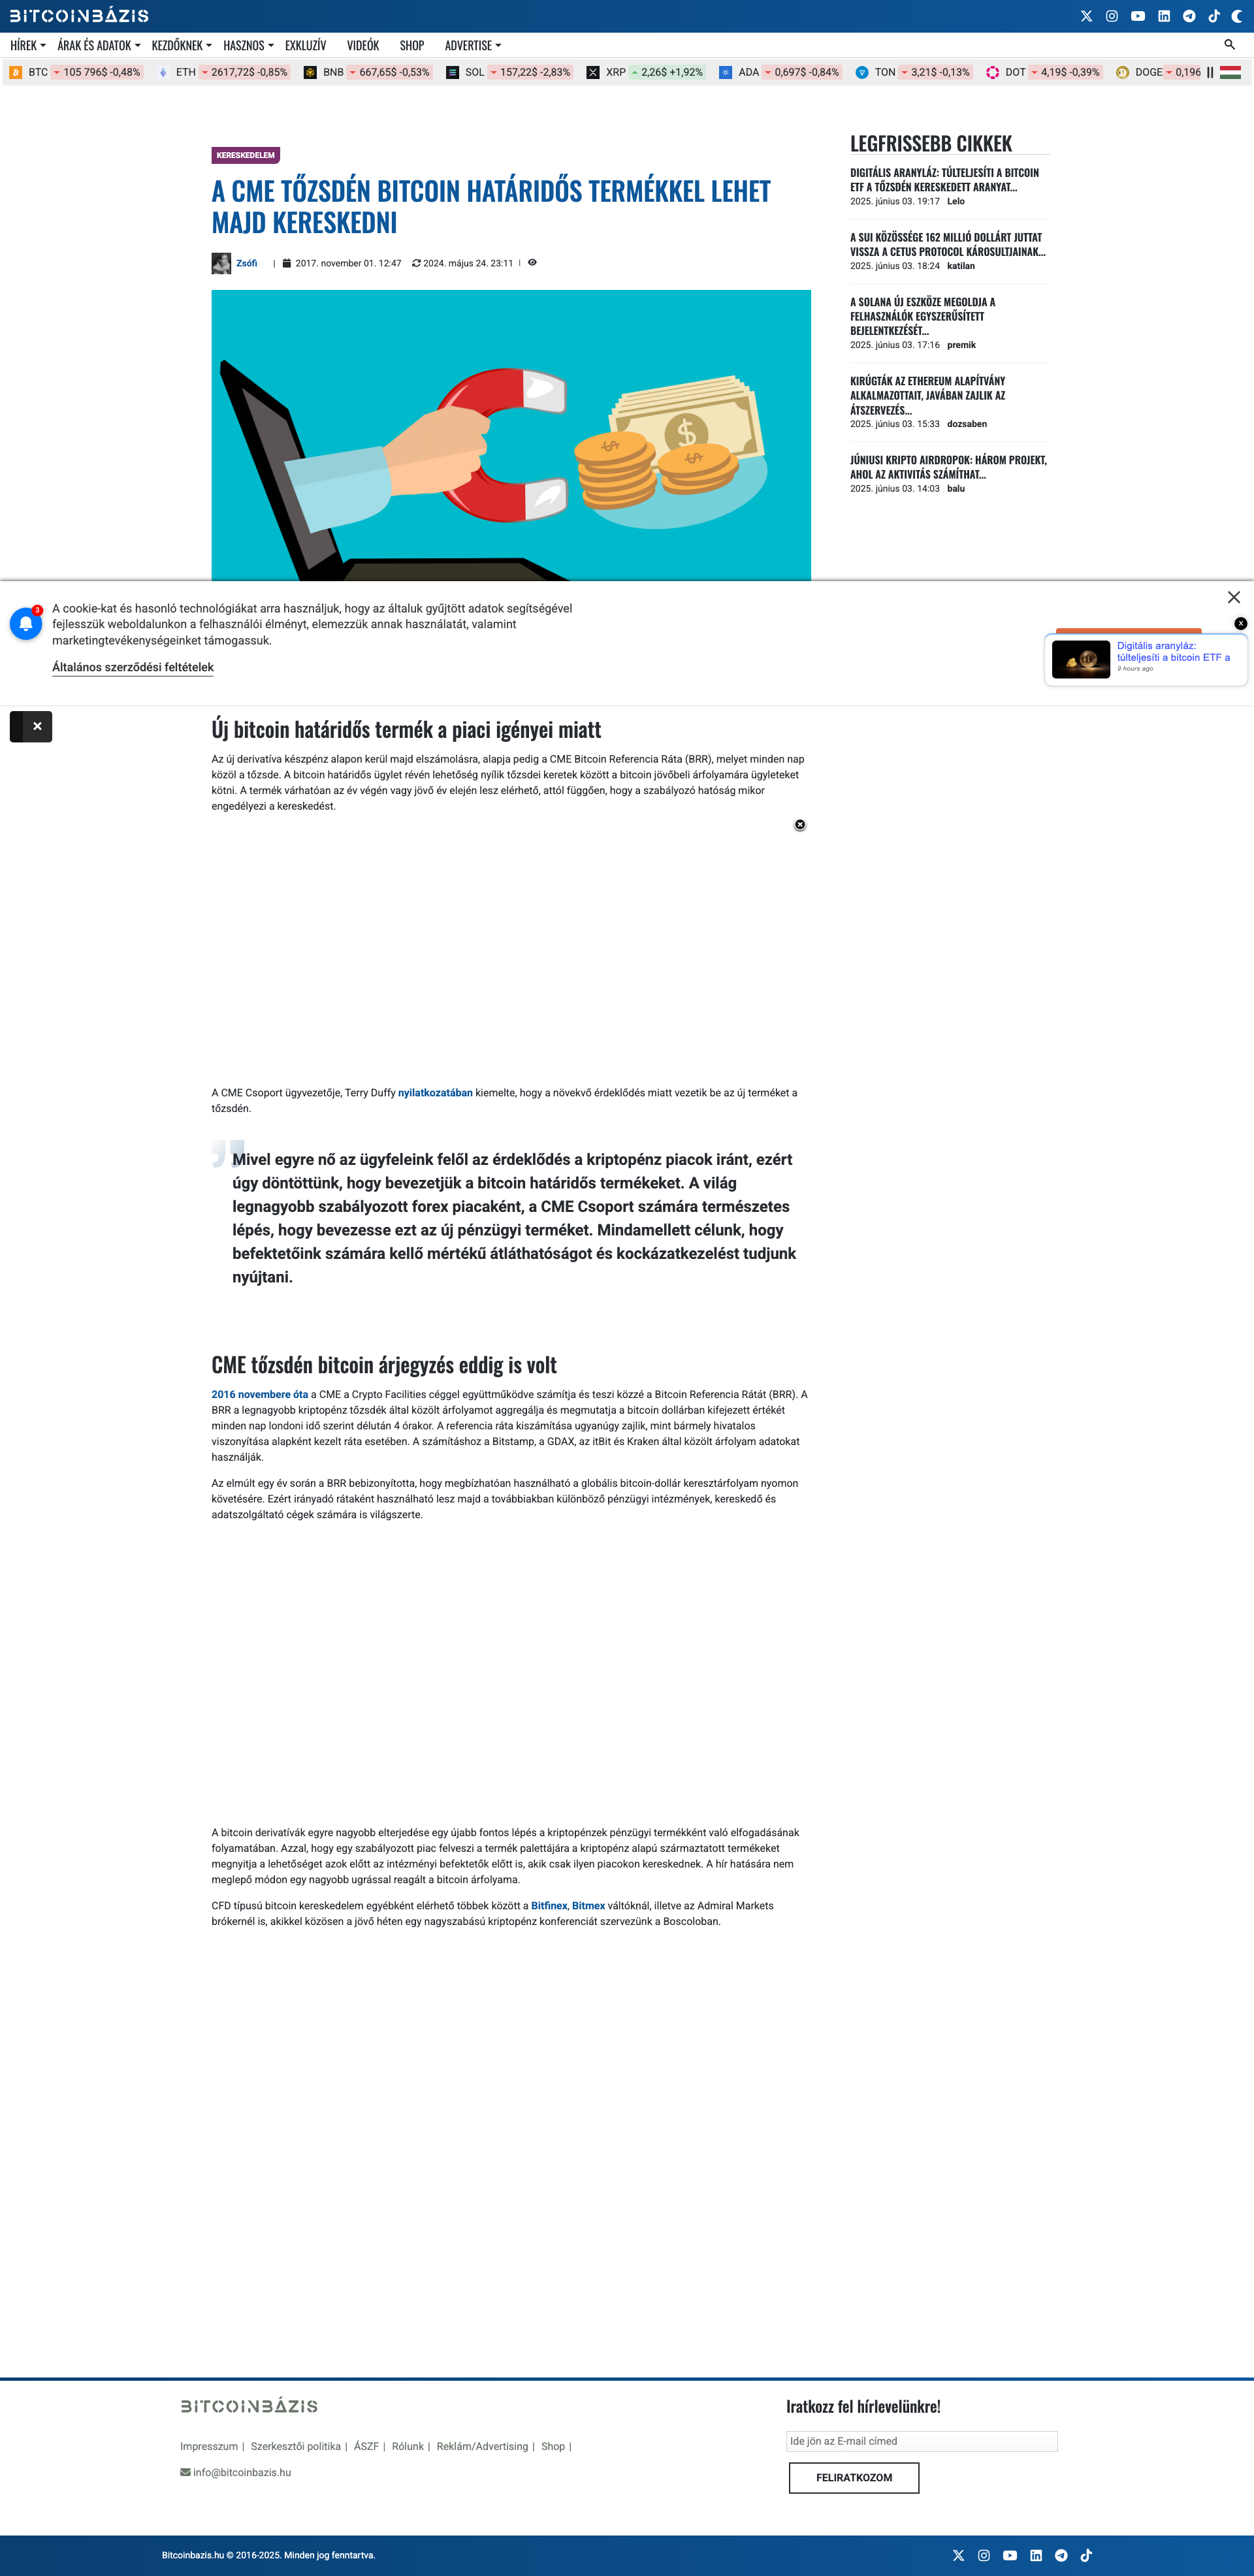 BITCOINBÁZIS
HÍREK ÁRAK ÉS ADATOK KEZDŐKNEK HASZNOS EXKLUZÍV VIDEÓK SHOP ADVERTISE
BTC 105 796$ -0,48% ETH 2617,72$ -0,85% BNB 667,65$ -0,53% SOL 157,22$ -2,83% XRP 2,26$ +1,92% ADA 0,697$ -0,84% TON 3,21$ -0,13% DOT 4,19$ -0,39% DOGE 0,196
KERESKEDELEM
A CME TŐZSDÉN BITCOIN HATÁRIDŐS TERMÉKKEL LEHET
MAJD KERESKEDNI
Zsófi | 2017. november 01. 12:47 2024. május 24. 23:11 |
LEGFRISSEBB CIKKEK
DIGITÁLIS ARANYLÁZ: TÚLTELJESÍTI A BITCOIN
ETF A TŐZSDÉN KERESKEDETT ARANYAT...
2025. június 03. 19:17 Lelo
A SUI KÖZÖSSÉGE 162 MILLIÓ DOLLÁRT JUTTAT
VISSZA A CETUS PROTOCOL KÁROSULTJAINAK...
2025. június 03. 18:24 katilan
A SOLANA ÚJ ESZKÖZE MEGOLDJA A
FELHASZNÁLÓK EGYSZERŰSÍTETT
BEJELENTKEZÉSÉT...
2025. június 03. 17:16 premik
KIRÚGTÁK AZ ETHEREUM ALAPÍTVÁNY
ALKALMAZOTTAIT, JAVÁBAN ZAJLIK AZ
ÁTSZERVEZÉS...
2025. június 03. 15:33 dozsaben
JÚNIUSI KRIPTO AIRDROPOK: HÁROM PROJEKT,
AHOL AZ AKTIVITÁS SZÁMÍTHAT...
2025. június 03. 14:03 balu
3
A cookie-kat és hasonló technológiákat arra használjuk, hogy az általuk gyűjtött adatok segítségével
fejlesszük weboldalunkon a felhasználói élményt, elemezzük annak használatát, valamint
marketingtevékenységeinket támogassuk.
Általános szerződési feltételek
x
Digitális aranyláz:
túlteljesíti a bitcoin ETF a
9 hours ago
Új bitcoin határidős termék a piaci igényei miatt
Az új derivatíva készpénz alapon kerül majd elszámolásra, alapja pedig a CME Bitcoin Referencia Ráta (BRR), melyet minden nap
közöl a tőzsde. A bitcoin határidős ügylet révén lehetőség nyílik tőzsdei keretek között a bitcoin jövőbeli árfolyamára ügyleteket
kötni. A termék várhatóan az év végén vagy jövő év elején lesz elérhető, attól függően, hogy a szabályozó hatóság mikor
engedélyezi a kereskedést.
A CME Csoport ügyvezetője, Terry Duffy nyilatkozatában kiemelte, hogy a növekvő érdeklődés miatt vezetik be az új terméket a
tőzsdén.
Mivel egyre nő az ügyfeleink felől az érdeklődés a kriptopénz piacok iránt, ezért
úgy döntöttünk, hogy bevezetjük a bitcoin határidős termékeket. A világ
legnagyobb szabályozott forex piacaként, a CME Csoport számára természetes
lépés, hogy bevezesse ezt az új pénzügyi terméket. Mindamellett célunk, hogy
befektetőink számára kellő mértékű átláthatóságot és kockázatkezelést tudjunk
nyújtani.
CME tőzsdén bitcoin árjegyzés eddig is volt
2016 novembere óta a CME a Crypto Facilities céggel együttműködve számítja és teszi közzé a Bitcoin Referencia Rátát (BRR). A
BRR a legnagyobb kriptopénz tőzsdék által közölt árfolyamot aggregálja és megmutatja a bitcoin dollárban kifejezett értékét
minden nap londoni idő szerint délután 4 órakor. A referencia ráta kiszámítása ugyanúgy zajlik, mint bármely hivatalos
viszonyítása alapként kezelt ráta esetében. A számításhoz a Bitstamp, a GDAX, az itBit és Kraken által közölt árfolyam adatokat
használják.
Az elmúlt egy év során a BRR bebizonyította, hogy megbízhatóan használható a globális bitcoin-dollár keresztárfolyam nyomon
követésére. Ezért irányadó rátaként használható lesz majd a továbbiakban különböző pénzügyi intézmények, kereskedő és
adatszolgáltató cégek számára is világszerte.
A bitcoin derivatívák egyre nagyobb elterjedése egy újabb fontos lépés a kriptopénzek pénzügyi termékként való elfogadásának
folyamatában. Azzal, hogy egy szabályozott piac felveszi a termék palettájára a kriptopénz alapú származtatott termékeket
megnyitja a lehetőséget azok előtt az intézményi befektetők előtt is, akik csak ilyen piacokon kereskednek. A hír hatására nem
meglepő módon egy nagyobb ugrással reagált a bitcoin árfolyama.
CFD típusú bitcoin kereskedelem egyébként elérhető többek között a Bitfinex, Bitmex váltóknál, illetve az Admiral Markets
brókernél is, akikkel közösen a jövő héten egy nagyszabású kriptopénz konferenciát szervezünk a Boscoloban.
BITCOINBÁZIS
Impresszum | Szerkesztői politika | ÁSZF | Rólunk | Reklám/Advertising | Shop |
info@bitcoinbazis.hu
Iratkozz fel hírlevelünkre!
Ide jön az E-mail címed
FELIRATKOZOM
Bitcoinbazis.hu © 2016-2025. Minden jog fenntartva.